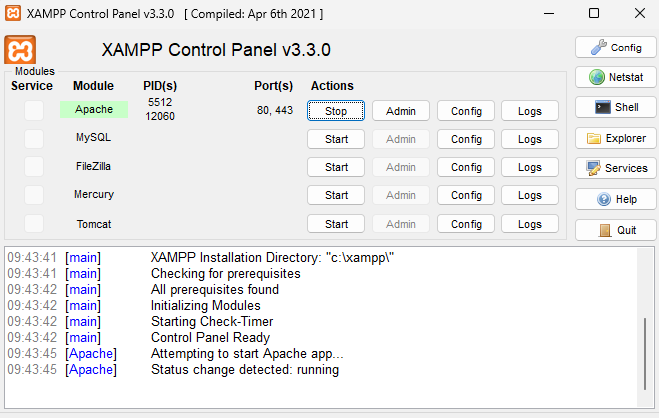 XAMPP Control Panel v3.3.0 [ Compiled: Apr 6th 2021 ]
XAMPP Control Panel v3.3.0
Config
Modules
Service Module PID(s) Port(s) Actions
Netstat
Apache 5512 12060 80, 443 Stop Admin Config Logs
Shell
MySQL Start Admin Config Logs
Explorer
FileZilla Start Admin Config Logs
Services
Mercury Start Admin Config Logs
Help
Tomcat Start Admin Config Logs
Quit
09:43:41 [main] XAMPP Installation Directory: "c:\xampp\"
09:43:41 [main] Checking for prerequisites
09:43:42 [main] All prerequisites found
09:43:42 [main] Initializing Modules
09:43:42 [main] Starting Check-Timer
09:43:42 [main] Control Panel Ready
09:43:45 [Apache] Attempting to start Apache app...
09:43:45 [Apache] Status change detected: running